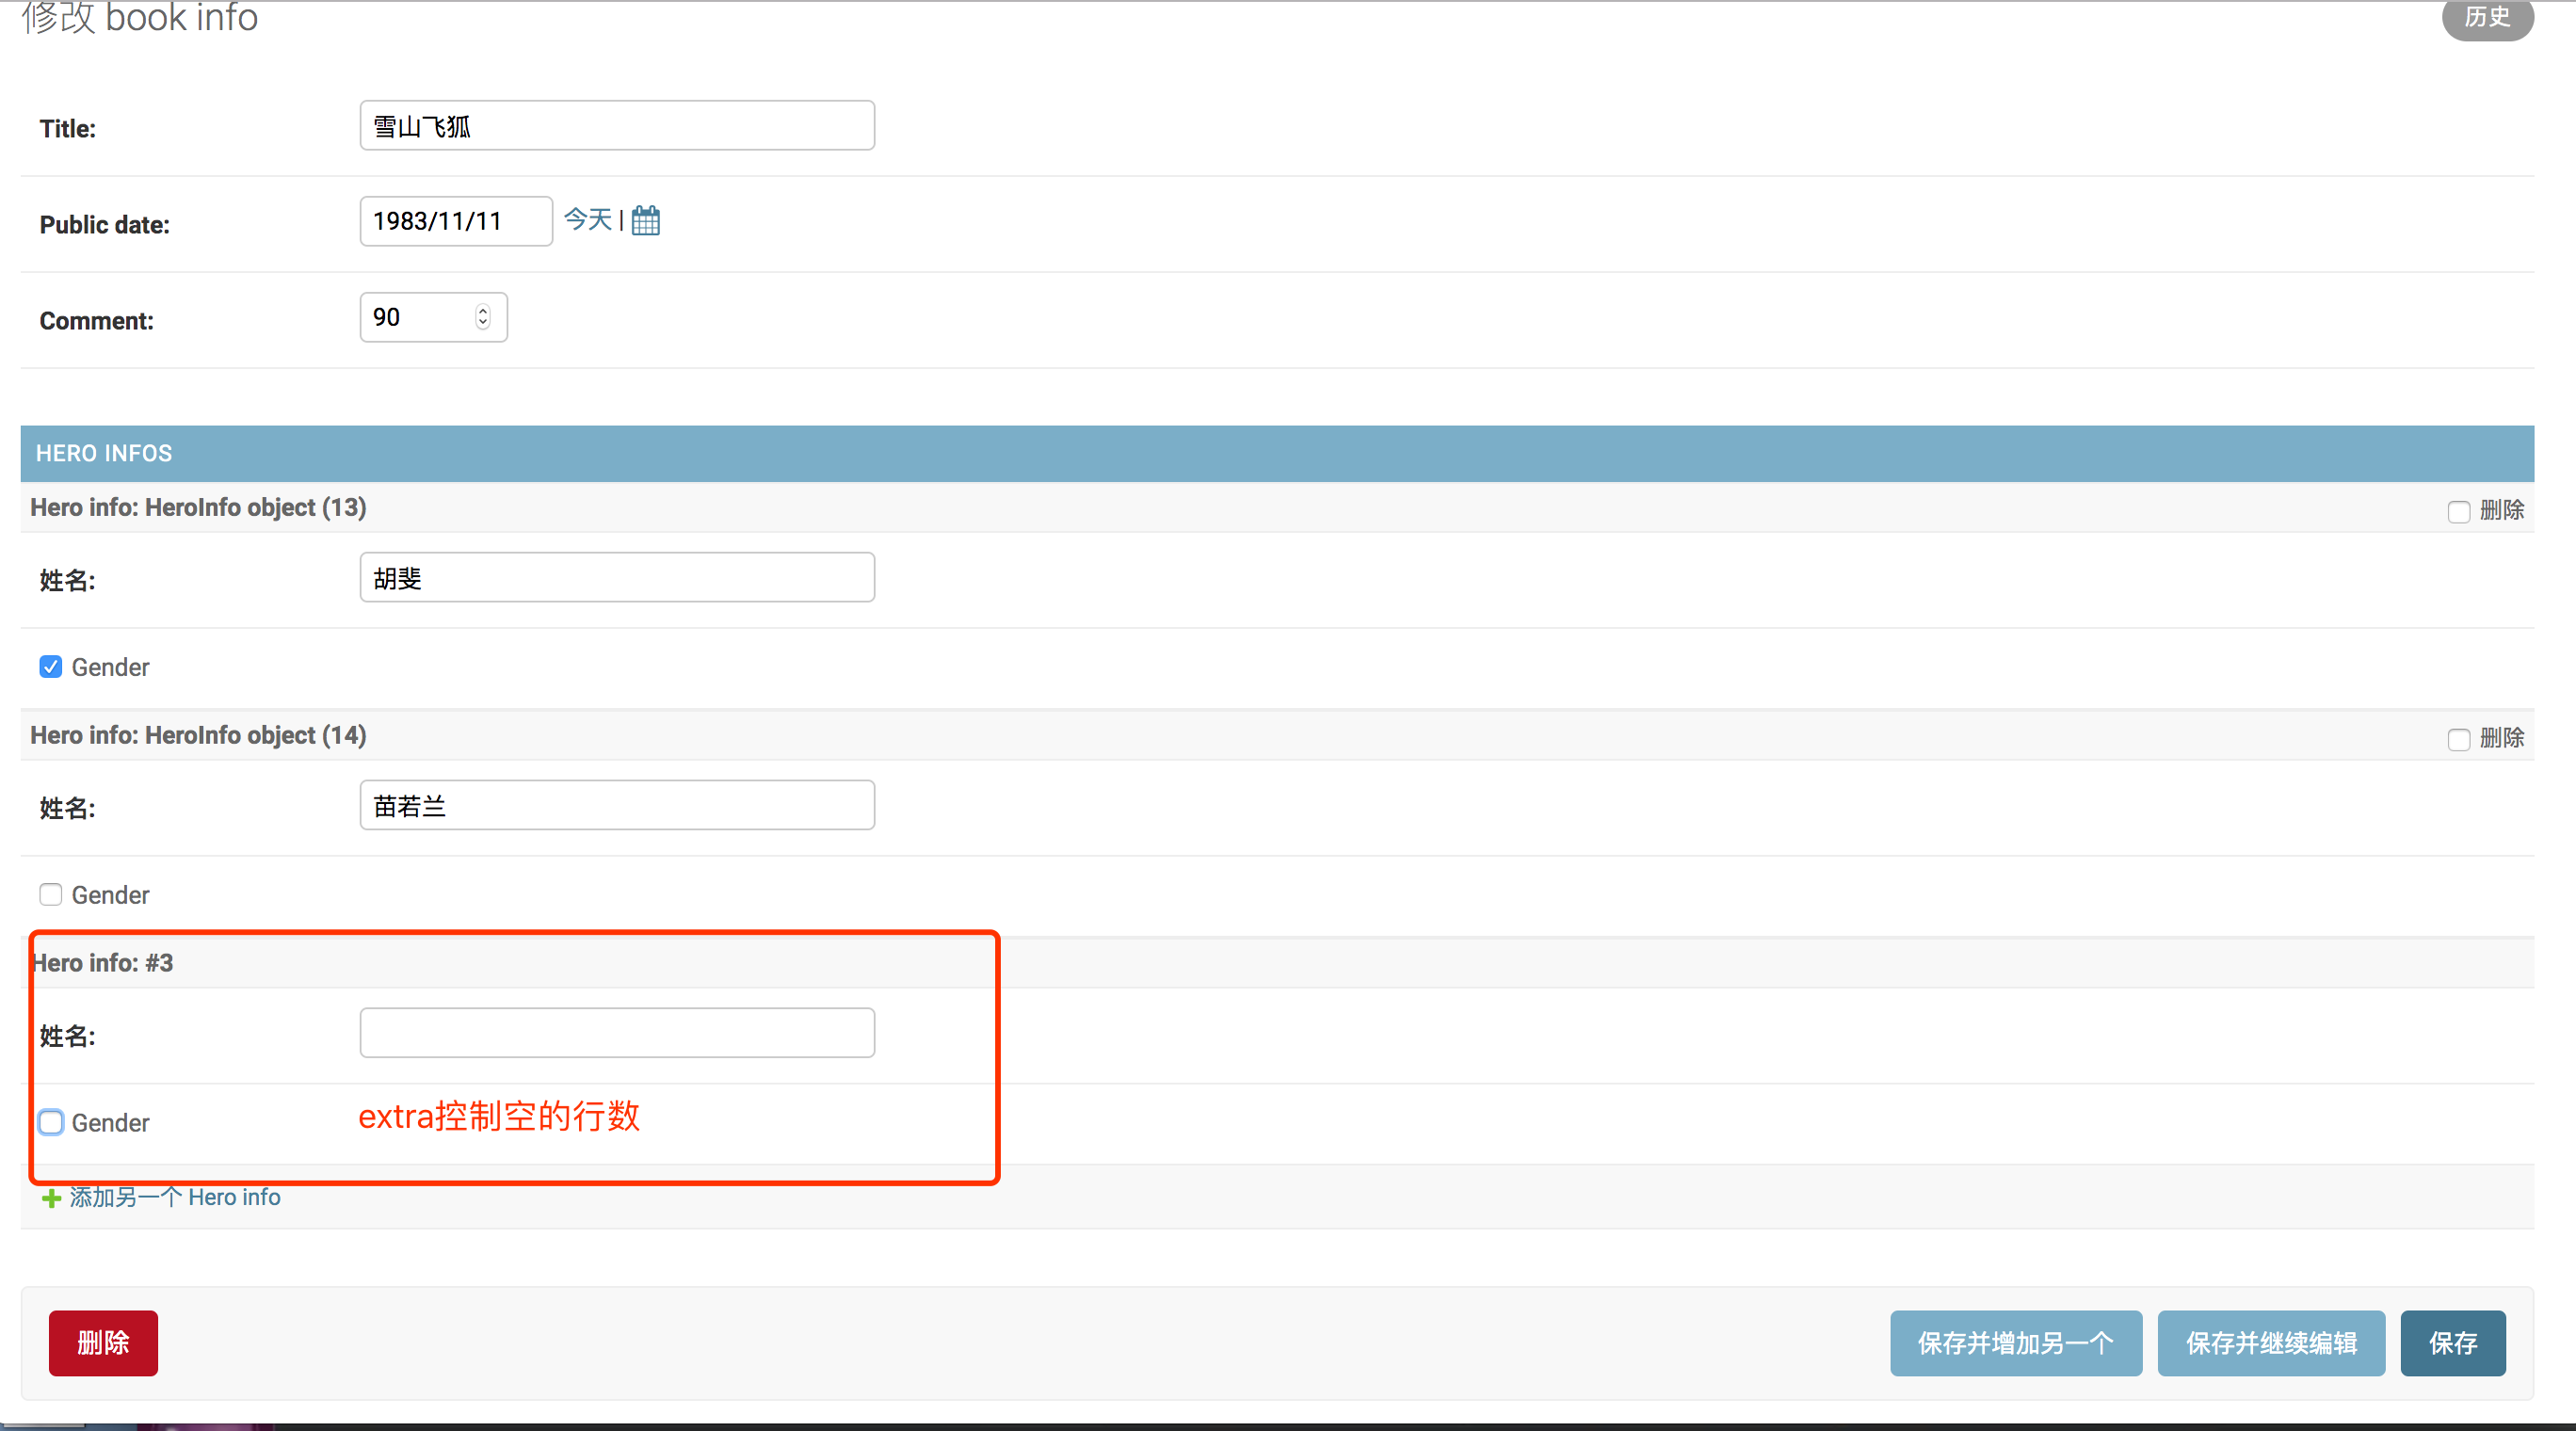 修改 book info
历史
Title:
雪山飞狐
Public date:
1983/11/11
今天 |
Comment:
90
HERO INFOS
Hero info: HeroInfo object (13)
删除
姓名:
胡斐
Gender
Hero info: HeroInfo object (14)
删除
姓名:
苗若兰
Gender
Hero info: #3
姓名:
Gender
extra控制空的行数
添加另一个 Hero info
删除
保存并增加另一个
保存并继续编辑
保存